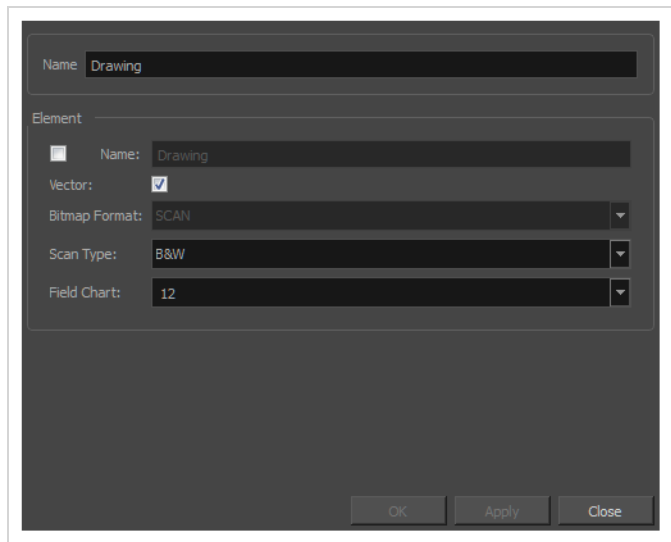 Name Drawing
Element
Name: Drawing
Vector:
Bitmap Format: SCAN
Scan Type: B&W
Field Chart: 12
OK Apply Close